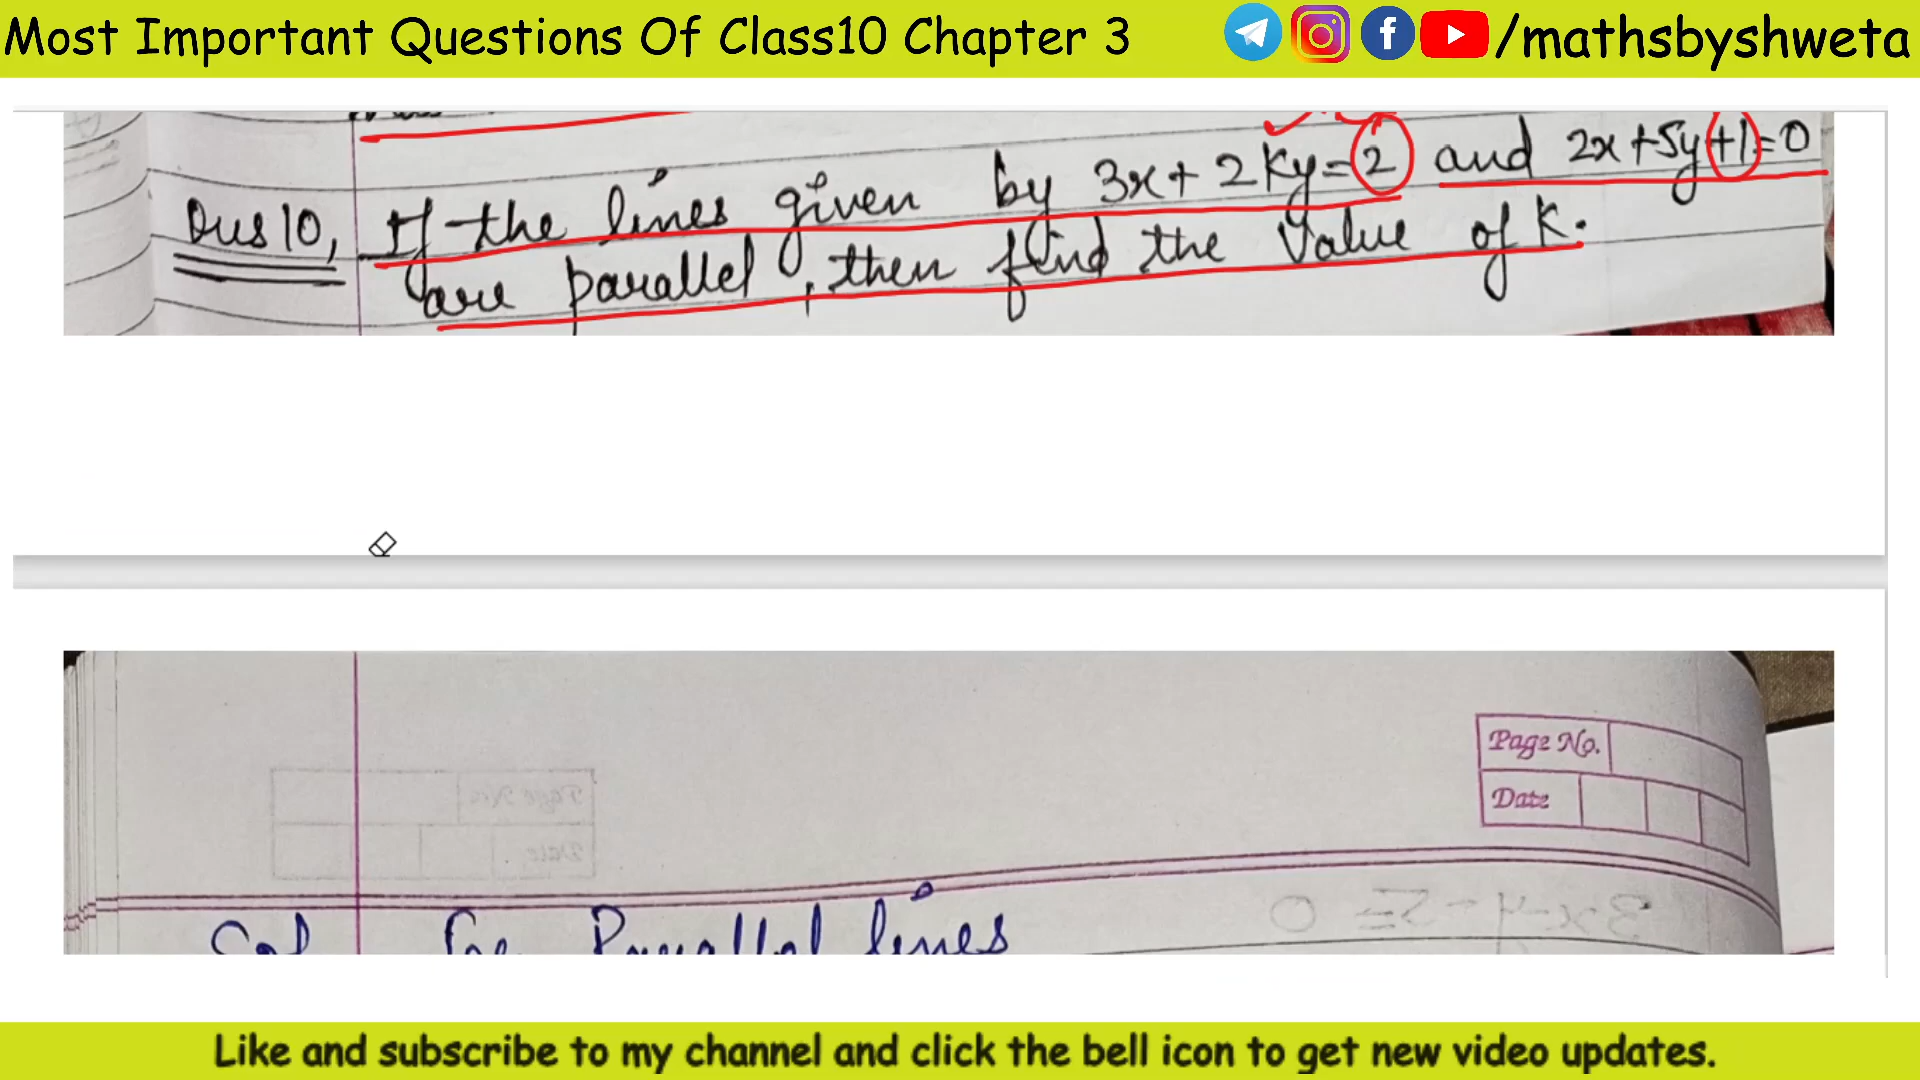 Most Important Questions Of Class10 Chapter 3
/mathsbyshweta
Qus 10, If the lines given by 3x + 2Ky = 2 and 2x + 5y + 1 = 0
are parallel, then find the value of K.
Page No.
Date
For Parallel lines
Like and subscribe to my channel and click the bell icon to get new video updates.